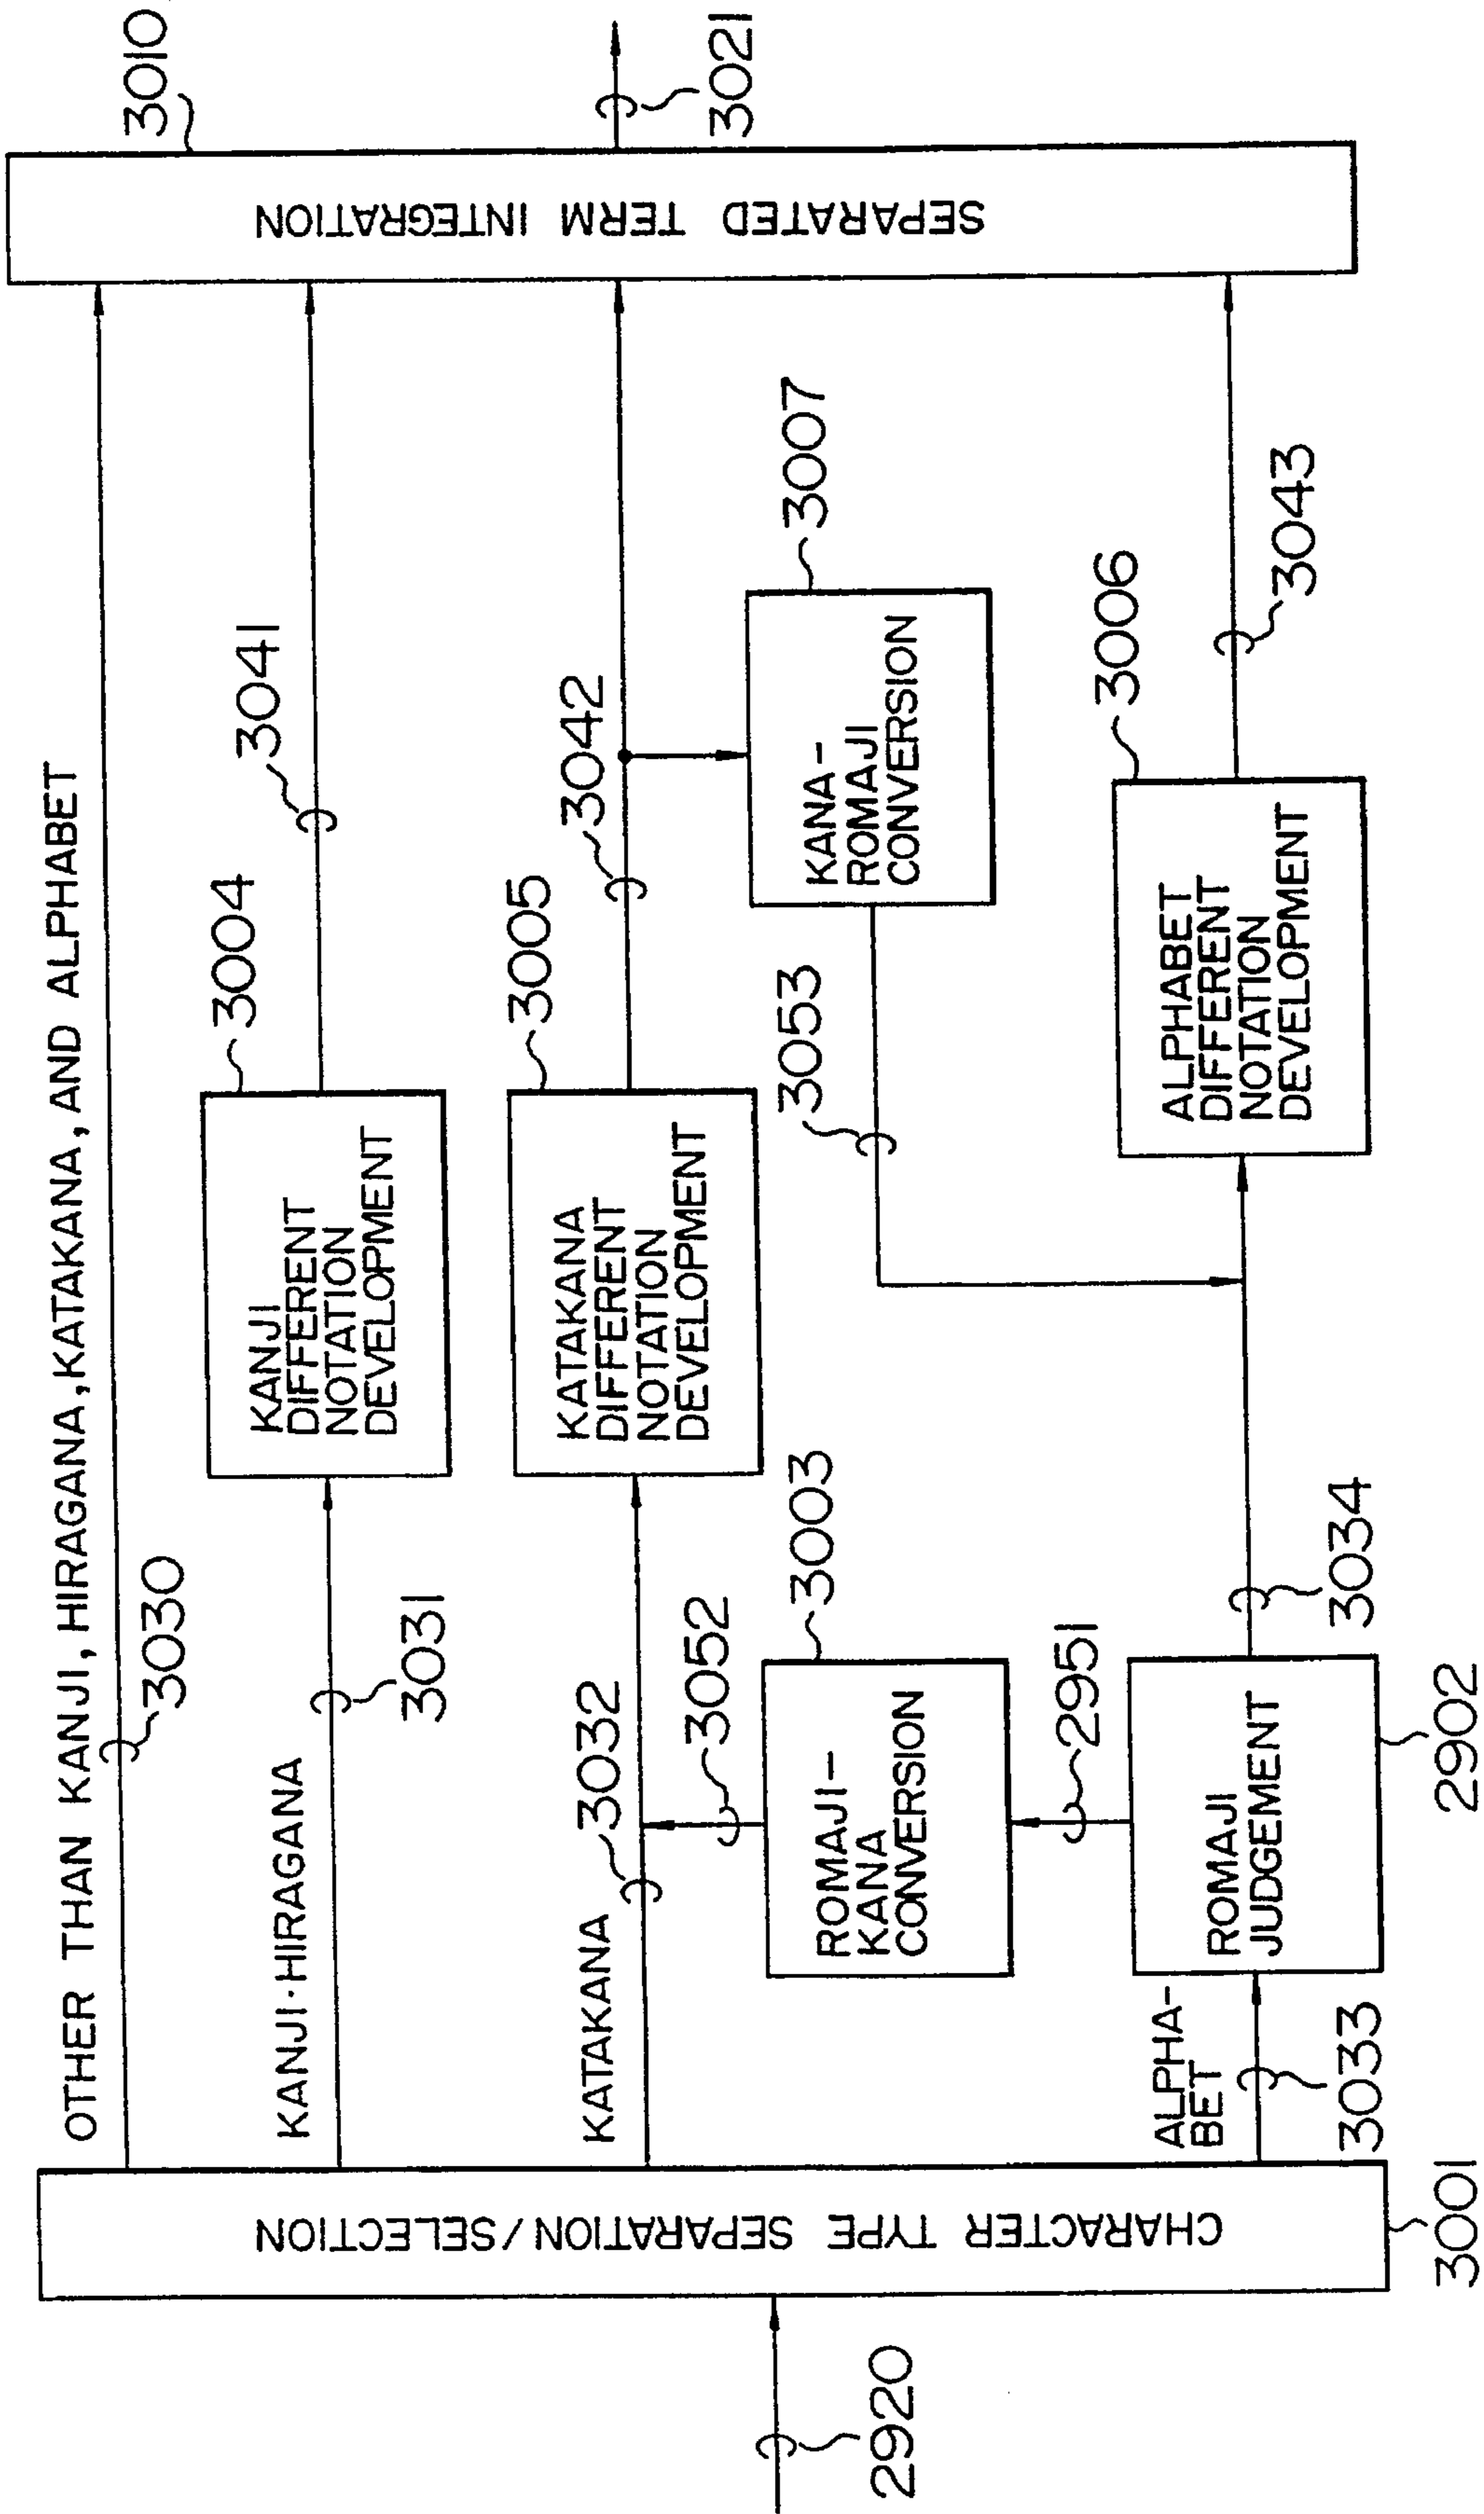 OTHER THAN KANJI, HIRAGANA, KATAKANA, AND ALPHABET
3010
3030
KANJI·HIRAGANA
3031
KANJI
DIFFERENT
NOTATION
DEVELOPMENT
3004
3041
KATAKANA
3032
3052
KATAKANA
DIFFERENT
NOTATION
DEVELOPMENT
3005
3042
CHARACTER TYPE SEPARATION/SELECTION
SEPARATED TERM INTEGRATION
3021
2920
ROMAJI-
KANA
CONVERSION
3003
3053
KANA-
ROMAJI
CONVERSION
3007
2951
ALPHA-
BET
3033
ROMAJI
JUDGEMENT
2902
3034
ALPHABET
DIFFERENT
NOTATION
DEVELOPMENT
3006
3043
3001